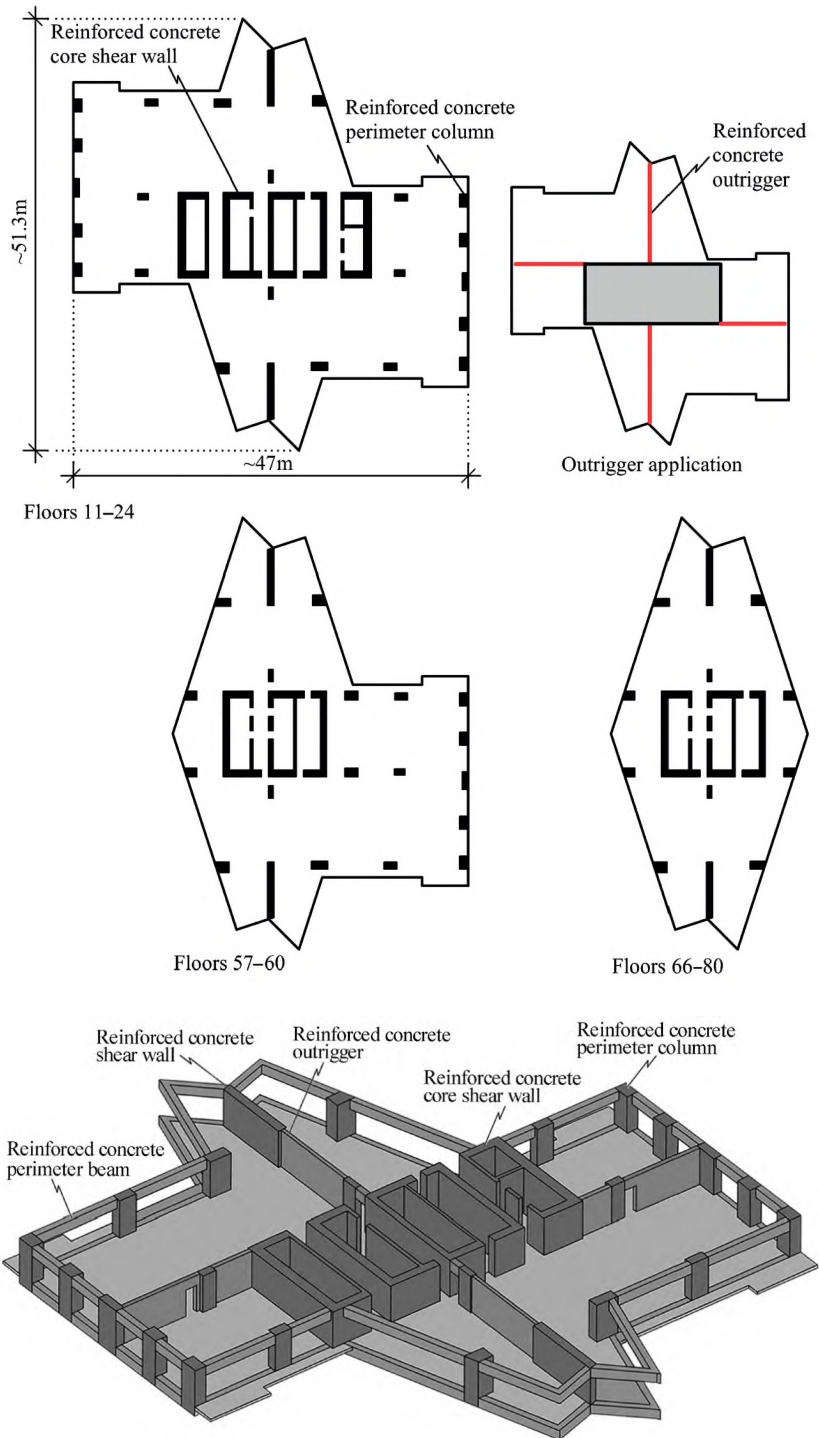 Reinforced concrete
core shear wall
Reinforced concrete
perimeter column
~51.3m
~47m
Floors 11–24
Reinforced
concrete
outrigger
Outrigger application
Floors 57–60
Floors 66–80
Reinforced concrete
shear wall
Reinforced concrete
outrigger
Reinforced concrete
perimeter column
Reinforced concrete
core shear wall
Reinforced concrete
perimeter beam